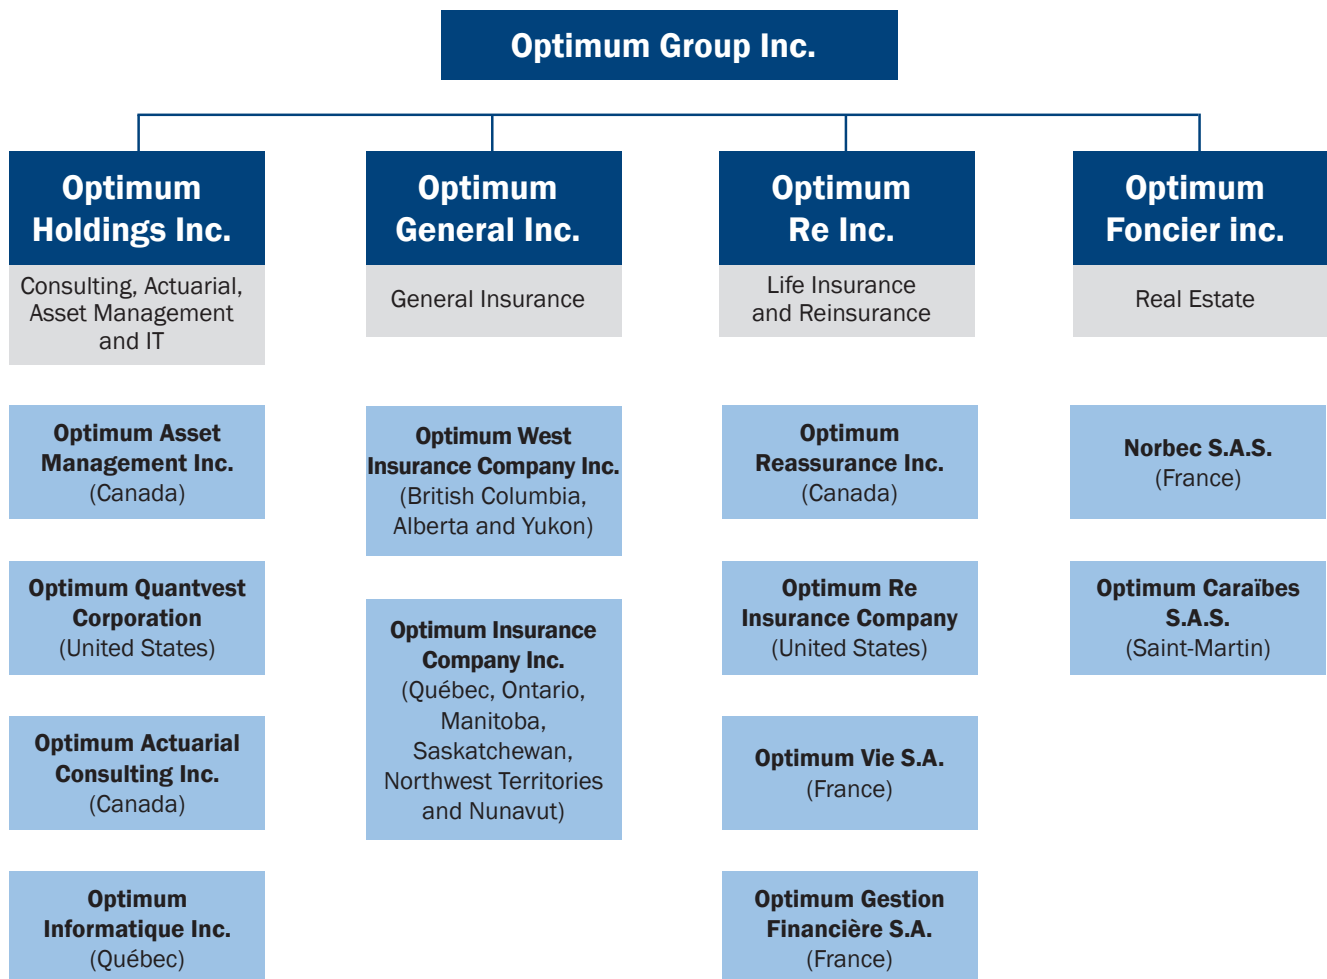 Optimum Group Inc.
Optimum
Holdings Inc.
Consulting, Actuarial,
Asset Management
and IT
Optimum Asset
Management Inc.
(Canada)
Optimum Quantvest
Corporation
(United States)
Optimum Actuarial
Consulting Inc.
(Canada)
Optimum
Informatique Inc.
(Québec)
Optimum
General Inc.
General Insurance
Optimum West
Insurance Company Inc.
(British Columbia,
Alberta and Yukon)
Optimum Insurance
Company Inc.
(Québec, Ontario,
Manitoba,
Saskatchewan,
Northwest Territories
and Nunavut)
Optimum
Re Inc.
Life Insurance
and Reinsurance
Optimum
Reassurance Inc.
(Canada)
Optimum Re
Insurance Company
(United States)
Optimum Vie S.A.
(France)
Optimum Gestion
Financière S.A.
(France)
Optimum
Foncier inc.
Real Estate
Norbec S.A.S.
(France)
Optimum Caraïbes
S.A.S.
(Saint-Martin)